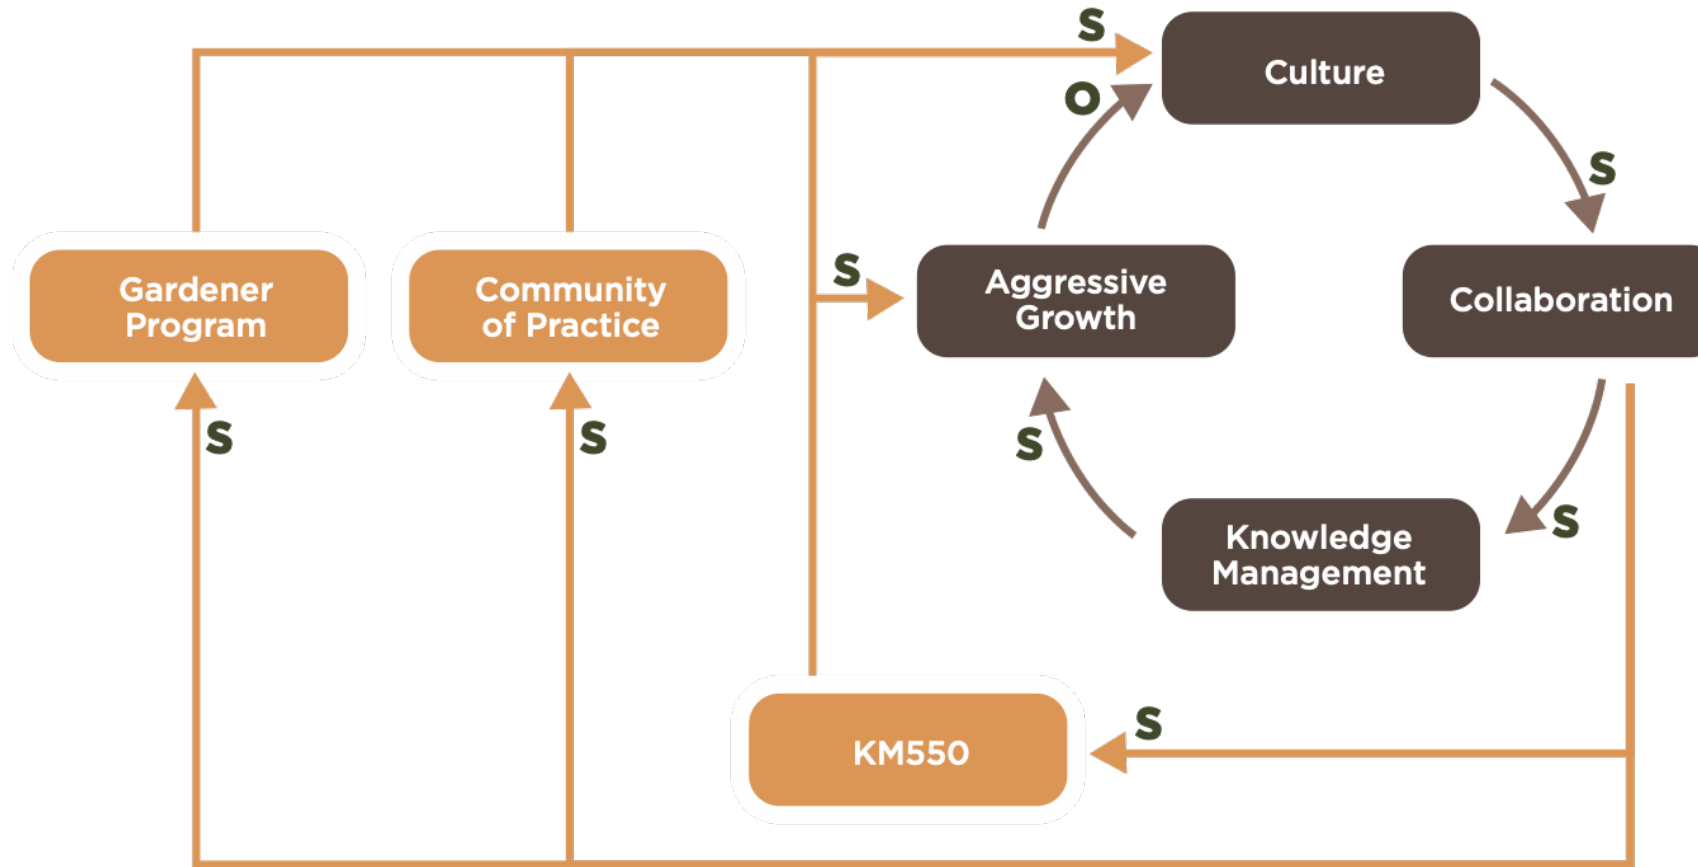 S
Culture
O
S
Gardener
Program
Community
of Practice
S
Aggressive
Growth
Collaboration
S
S
S
S
Knowledge
Management
S
KM550